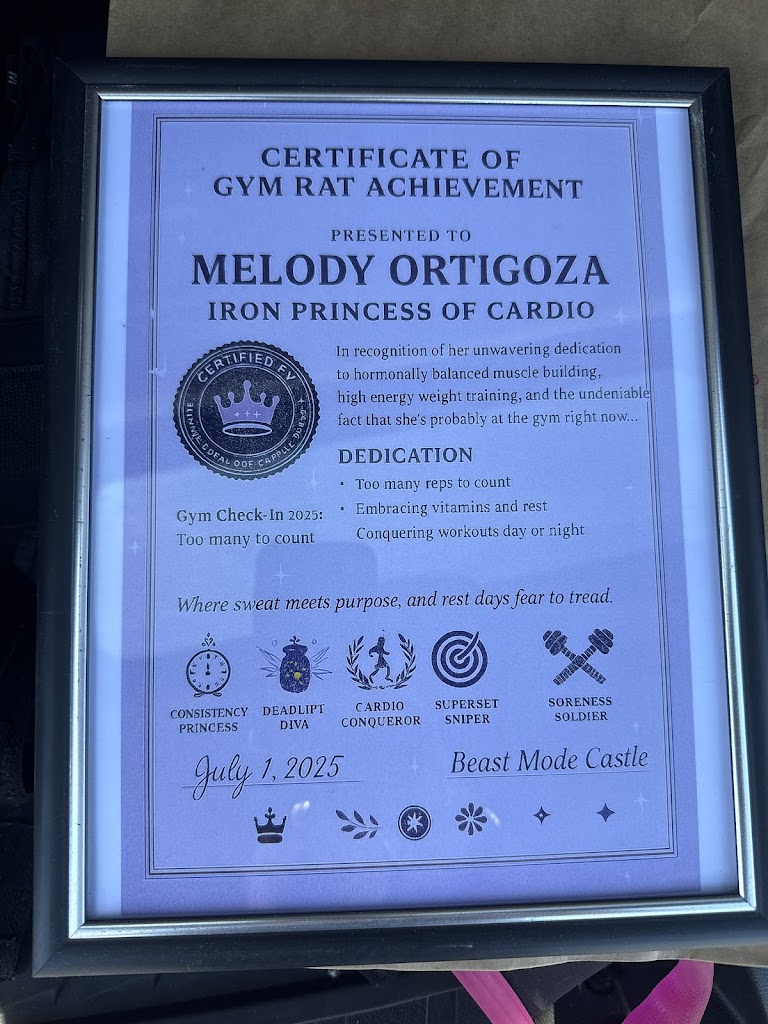 CERTIFICATE OF
GYM RAT ACHIEVEMENT
PRESENTED TO
MELODY ORTIGOZA
IRON PRINCESS OF CARDIO
CERTIFIED
In recognition of her unwavering dedication
to hormonally balanced muscle building,
high energy weight training, and the undeniable
fact that she's probably at the gym right now...
DEDICATION
• Too many reps to count
• Embracing vitamins and rest
Conquering workouts day or night
Gym Check-In 2025:
Too many to count
Where sweat meets purpose, and rest days fear to tread.
CONSISTENCY
PRINCESS
DEADLIPT
DIVA
CARDIO
CONQUEROR
SUPERSET
SNIPER
SORENESS
SOLDIER
July 1, 2025
Beast Mode Castle